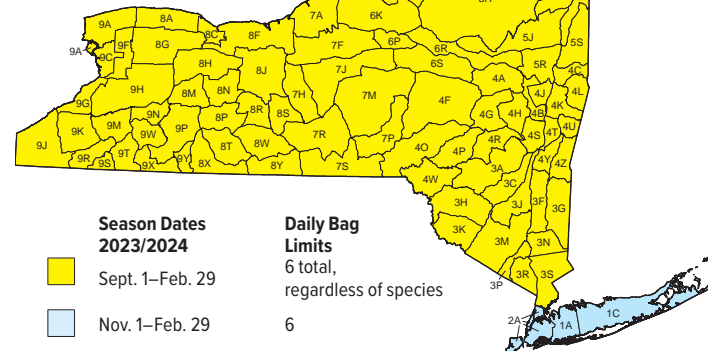 7A
6K
9A
8A
8C
8F
5J
5S
9A
9F
9C
8G
7F
6P
6R
6S
5R
4C
8H
8J
7J
4A
9H
8M
8N
7H
7M
4F
4J
4L
4K
9G
9N
8P
8R
8S
4G
4H
4B
4U
9K
9M
9W
9P
7R
7P
4R
4S
4T
9J
8T
8W
4O
4P
4Y
4Z
9R
9S
9T
9X
9Y
8X
8Y
7S
4W
3A
3C
3H
3J
3F
3G
3K
3M
3N
3P
3R
3S
2A
1A
1C
Season Dates
2023/2024
Daily Bag
Limits
Sept. 1–Feb. 29
6 total,
regardless of species
Nov. 1–Feb. 29
6